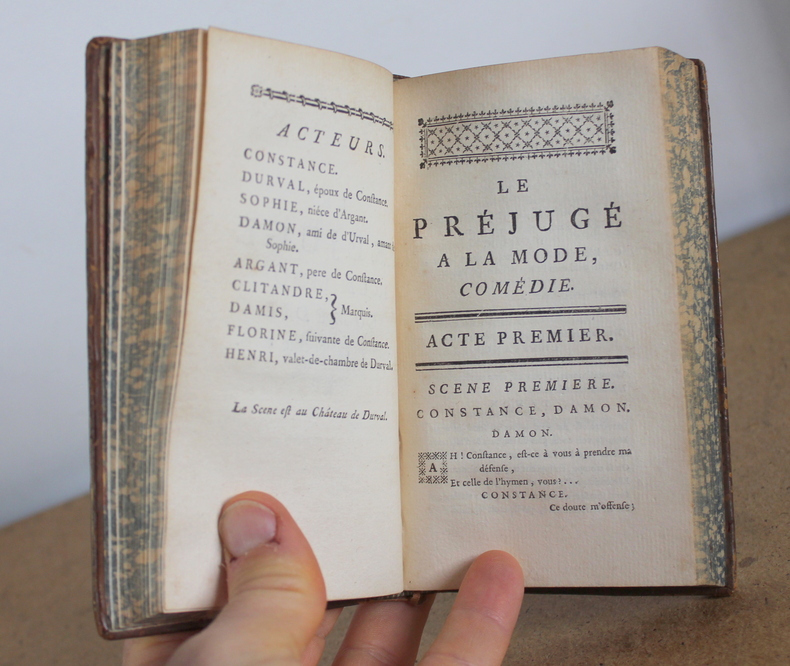 ACTEURS.
CONSTANCE.
DURVAL, époux de Conſtance.
SOPHIE, niéce d'Argant.
DAMON, ami de d'Urval, aman
Sophie.
ARGANT, pere de Conſtance.
CLITANDRE,
DAMIS, } Marquis.
FLORINE, ſuivante de Conſtance.
HENRI, valet-de-chambre de Durval.
La Scene eſt au Château de Durval.
LE
PRÉJUGÉ
A LA MODE,
COMÉDIE.
ACTE PREMIER.
SCENE PREMIERE.
CONSTANCE, DAMON.
DAMON.
AH! Conſtance, eſt-ce à vous à prendre ma
défenſe,
Et celle de l'hymen, vous?...
CONSTANCE.
Ce doute m'offenſe;